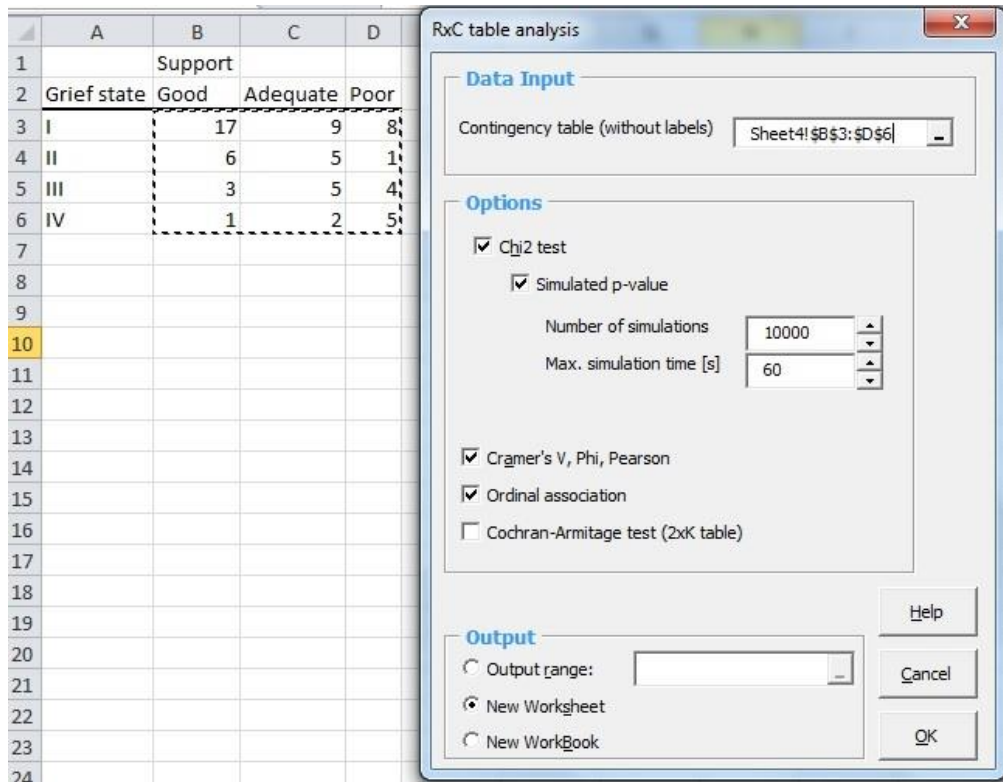 A B C D
1 Support
2 Grief state Good Adequate Poor
3 I 17 9 8
4 II 6 5 1
5 III 3 5 4
6 IV 1 2 5
7
8
9
10
11
12
13
14
15
16
17
18
19
20
21
22
23
24
RxC table analysis
Data Input
Contingency table (without labels) Sheet4!$B$3:$D$6
Options
Chi2 test
Simulated p-value
Number of simulations 10000
Max. simulation time [s] 60
Cramer's V, Phi, Pearson
Ordinal association
Cochran-Armitage test (2xK table)
Help
Output
Output range:
Cancel
New Worksheet
New WorkBook
OK